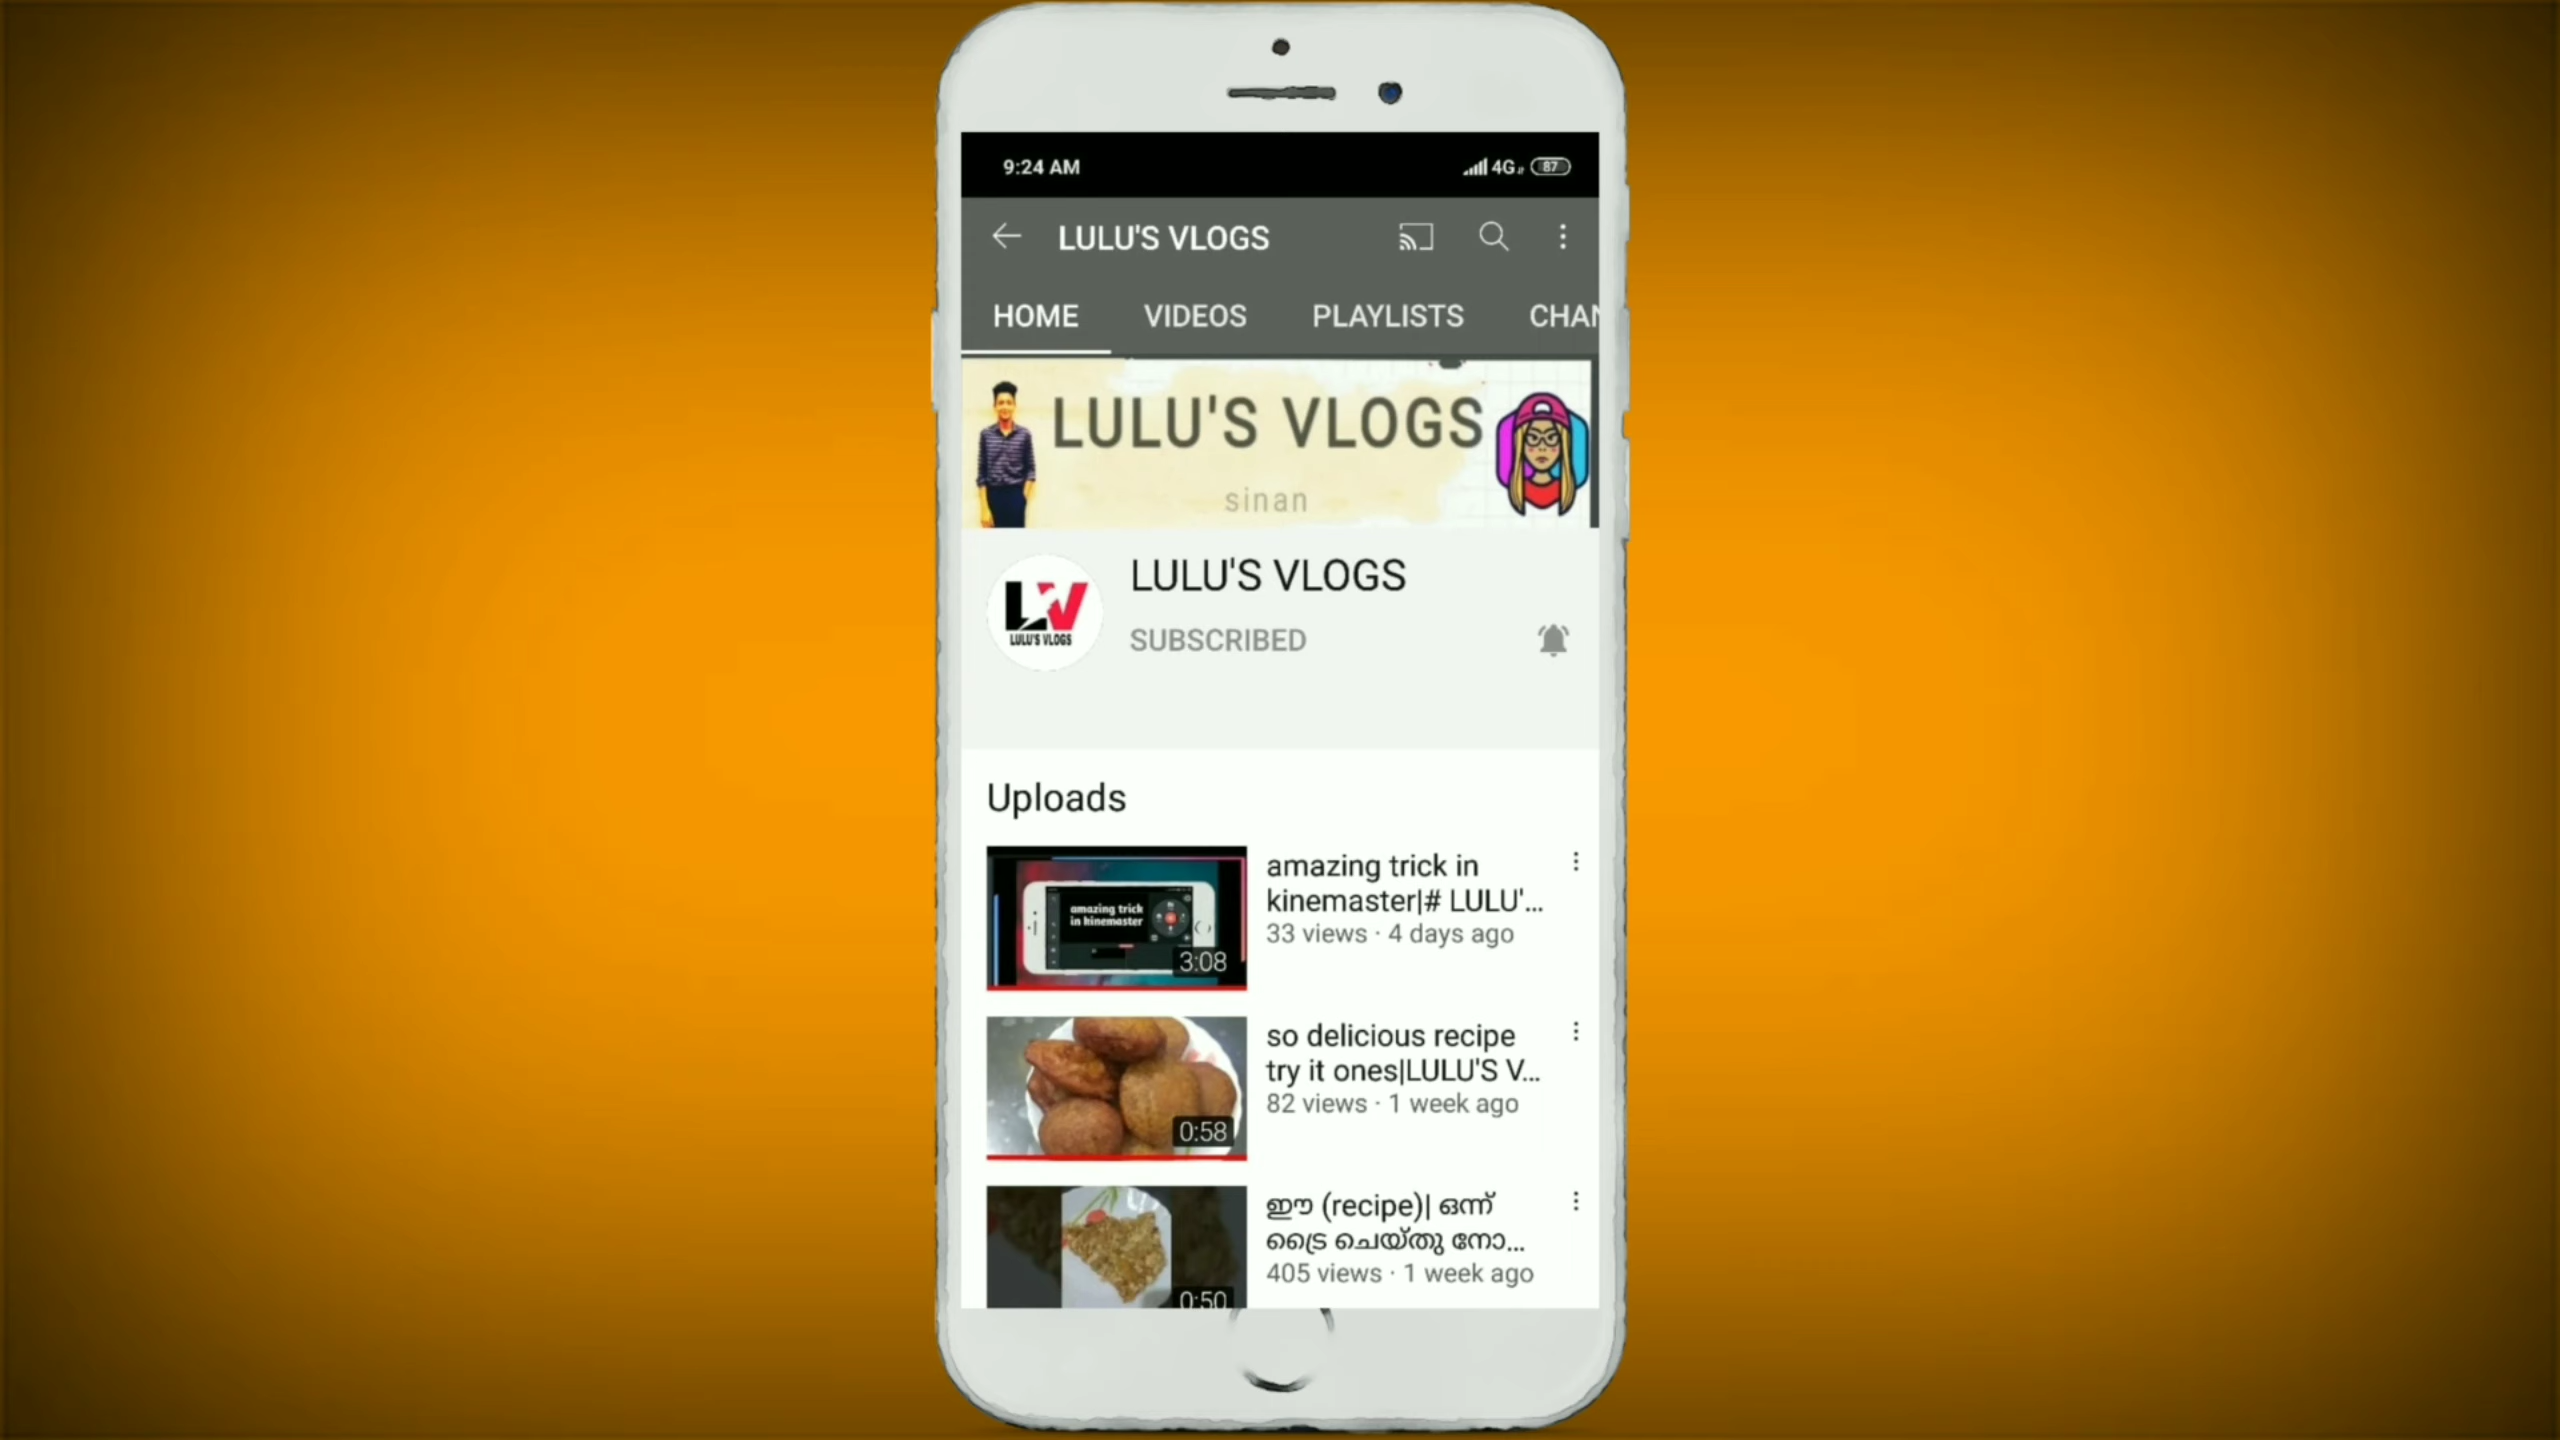 9:24 AM 4G 87
LULU'S VLOGS
HOME VIDEOS PLAYLISTS CHAN
LULU'S VLOGS
sinan
LULU'S VLOGS
LV
LULU'S VLOGS
SUBSCRIBED
Uploads
amazing trick
in kinemaster
3:08
amazing trick in
kinemaster|# LULU'...
33 views · 4 days ago
0:58
so delicious recipe
try it ones|LULU'S V...
82 views · 1 week ago
0:50
ഈ (recipe)| ഒന്ന്
ട്രൈ ചെയ്തു നോ...
405 views · 1 week ago